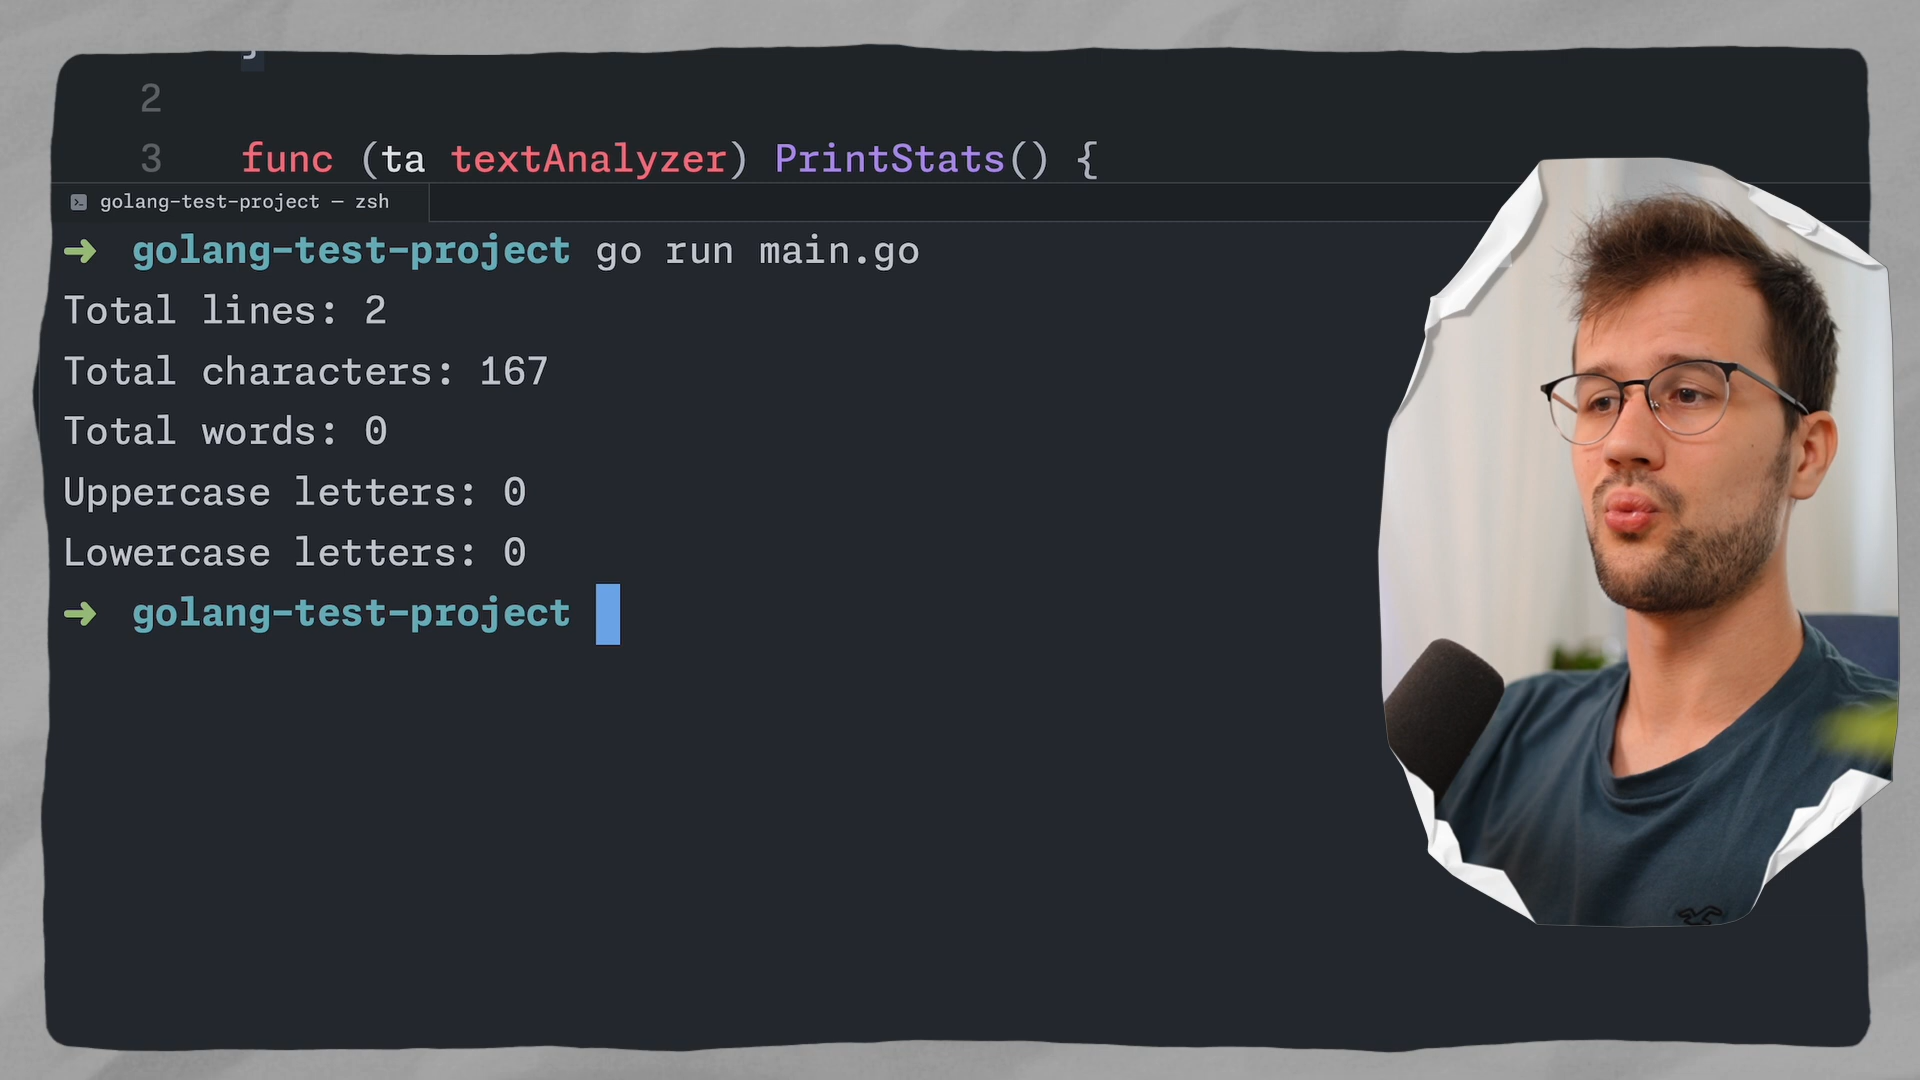 2
3 func (ta textAnalyzer) PrintStats() {
golang-test-project — zsh
➜ golang-test-project go run main.go
Total lines: 2
Total characters: 167
Total words: 0
Uppercase letters: 0
Lowercase letters: 0
➜ golang-test-project